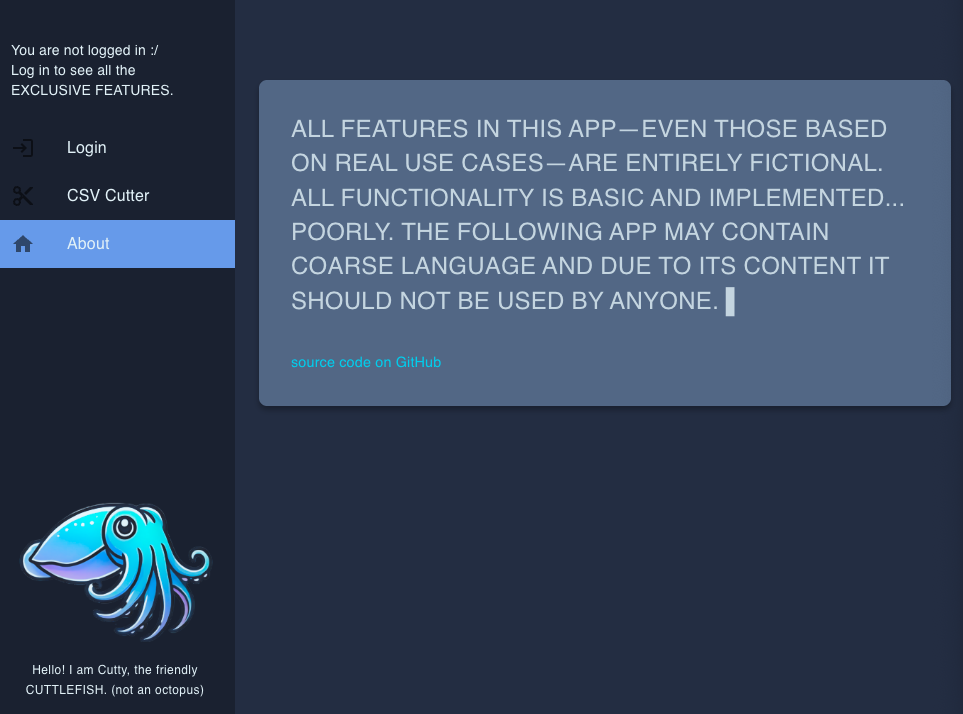 You are not logged in :/
Log in to see all the
EXCLUSIVE FEATURES.
Login
CSV Cutter
About
ALL FEATURES IN THIS APP—EVEN THOSE BASED
ON REAL USE CASES—ARE ENTIRELY FICTIONAL.
ALL FUNCTIONALITY IS BASIC AND IMPLEMENTED...
POORLY. THE FOLLOWING APP MAY CONTAIN
COARSE LANGUAGE AND DUE TO ITS CONTENT IT
SHOULD NOT BE USED BY ANYONE.
source code on GitHub
Hello! I am Cutty, the friendly
CUTTLEFISH. (not an octopus)